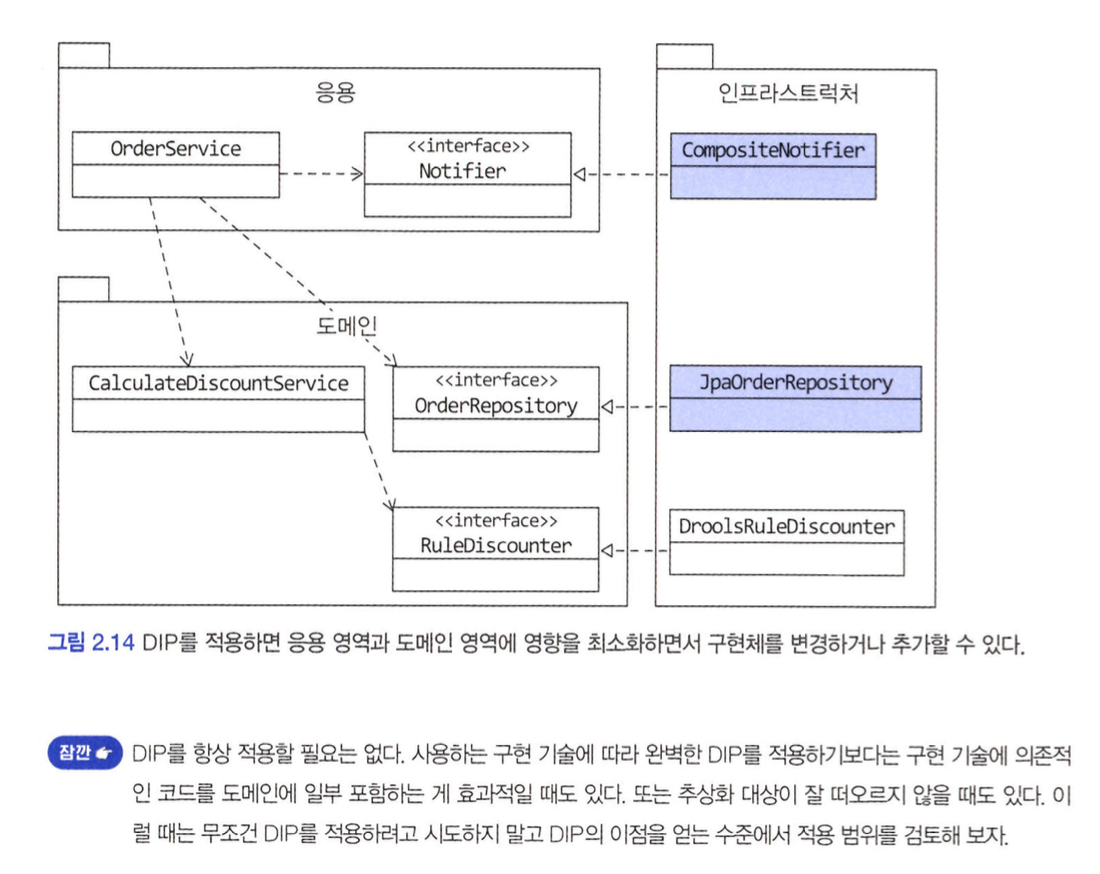 응용
인프라스트럭처
OrderService
<<interface>>
Notifier
CompositeNotifier
도메인
CalculateDiscountService
<<interface>>
OrderRepository
JpaOrderRepository
<<interface>>
RuleDiscounter
DroolsRuleDiscounter
그림 2.14 DIP를 적용하면 응용 영역과 도메인 영역에 영향을 최소화하면서 구현체를 변경하거나 추가할 수 있다.
잠깐 DIP를 항상 적용할 필요는 없다. 사용하는 구현 기술에 따라 완벽한 DIP를 적용하기보다는 구현 기술에 의존적
인 코드를 도메인에 일부 포함하는 게 효과적일 때도 있다. 또는 추상화 대상이 잘 떠오르지 않을 때도 있다. 이
럴 때는 무조건 DIP를 적용하려고 시도하지 말고 DIP의 이점을 얻는 수준에서 적용 범위를 검토해 보자.